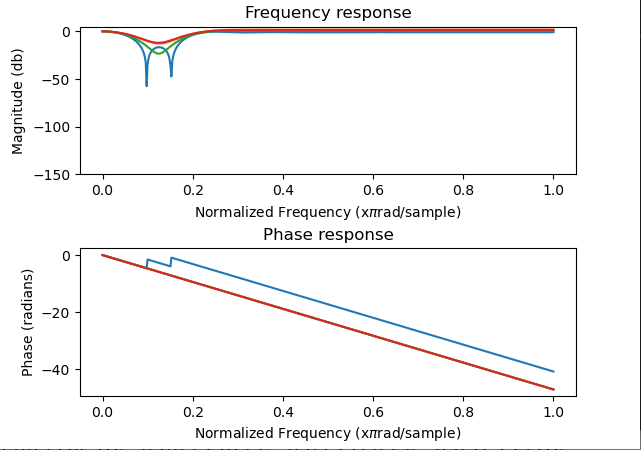 Frequency response
0
−50
−100
−150
Magnitude (db)
0.0 0.2 0.4 0.6 0.8 1.0
Normalized Frequency (xπrad/sample)
Phase response
0
−20
−40
Phase (radians)
0.0 0.2 0.4 0.6 0.8 1.0
Normalized Frequency (xπrad/sample)